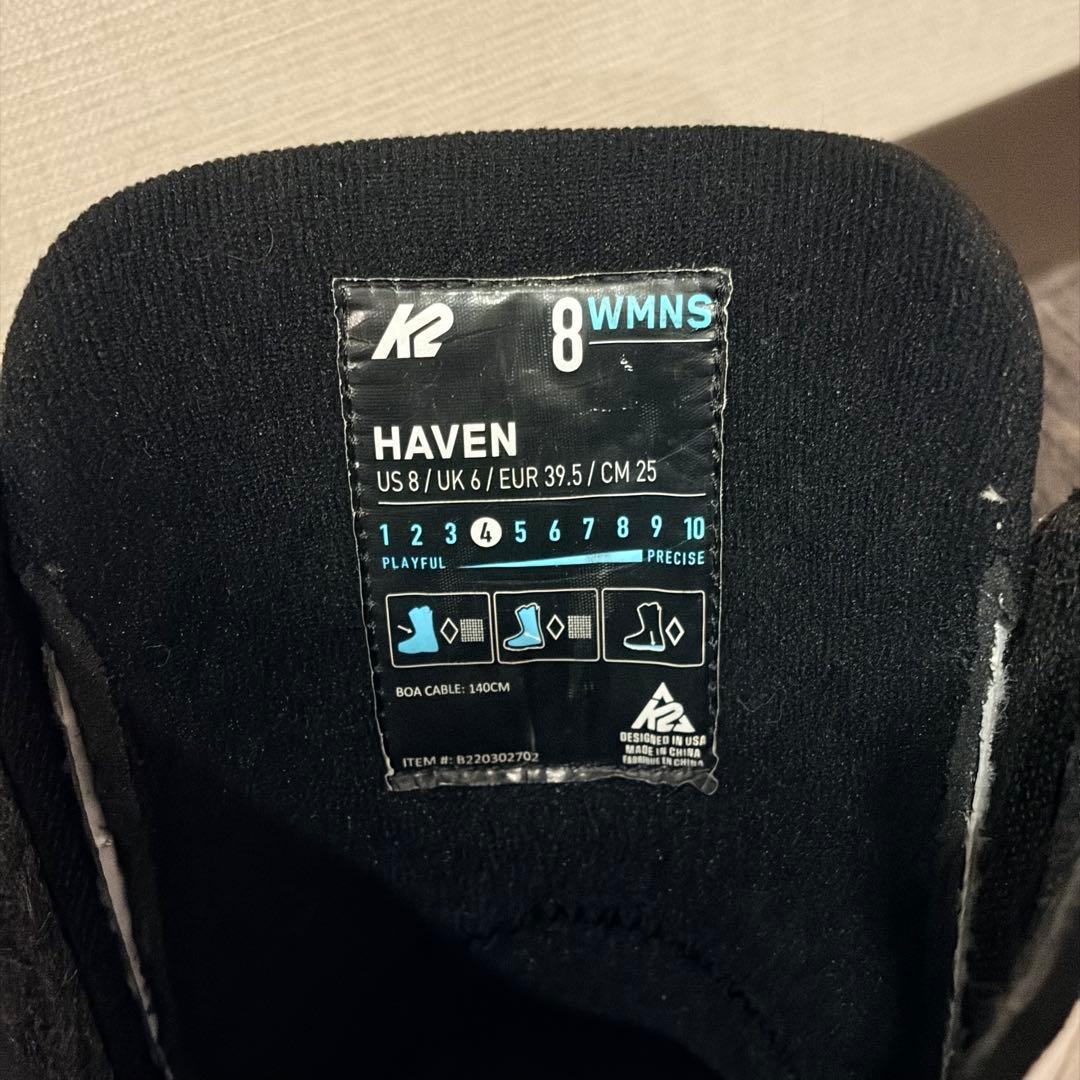 K2
8 WMNS
HAVEN
US 8 / UK 6 / EUR 39.5 / CM 25
1 2 3 4 5 6 7 8 9 10
PLAYFUL PRECISE
BOA CABLE: 140CM
K2
DESIGNED IN USA
MADE IN CHINA
FABRIQUE EN CHINA
ITEM #: B220302702